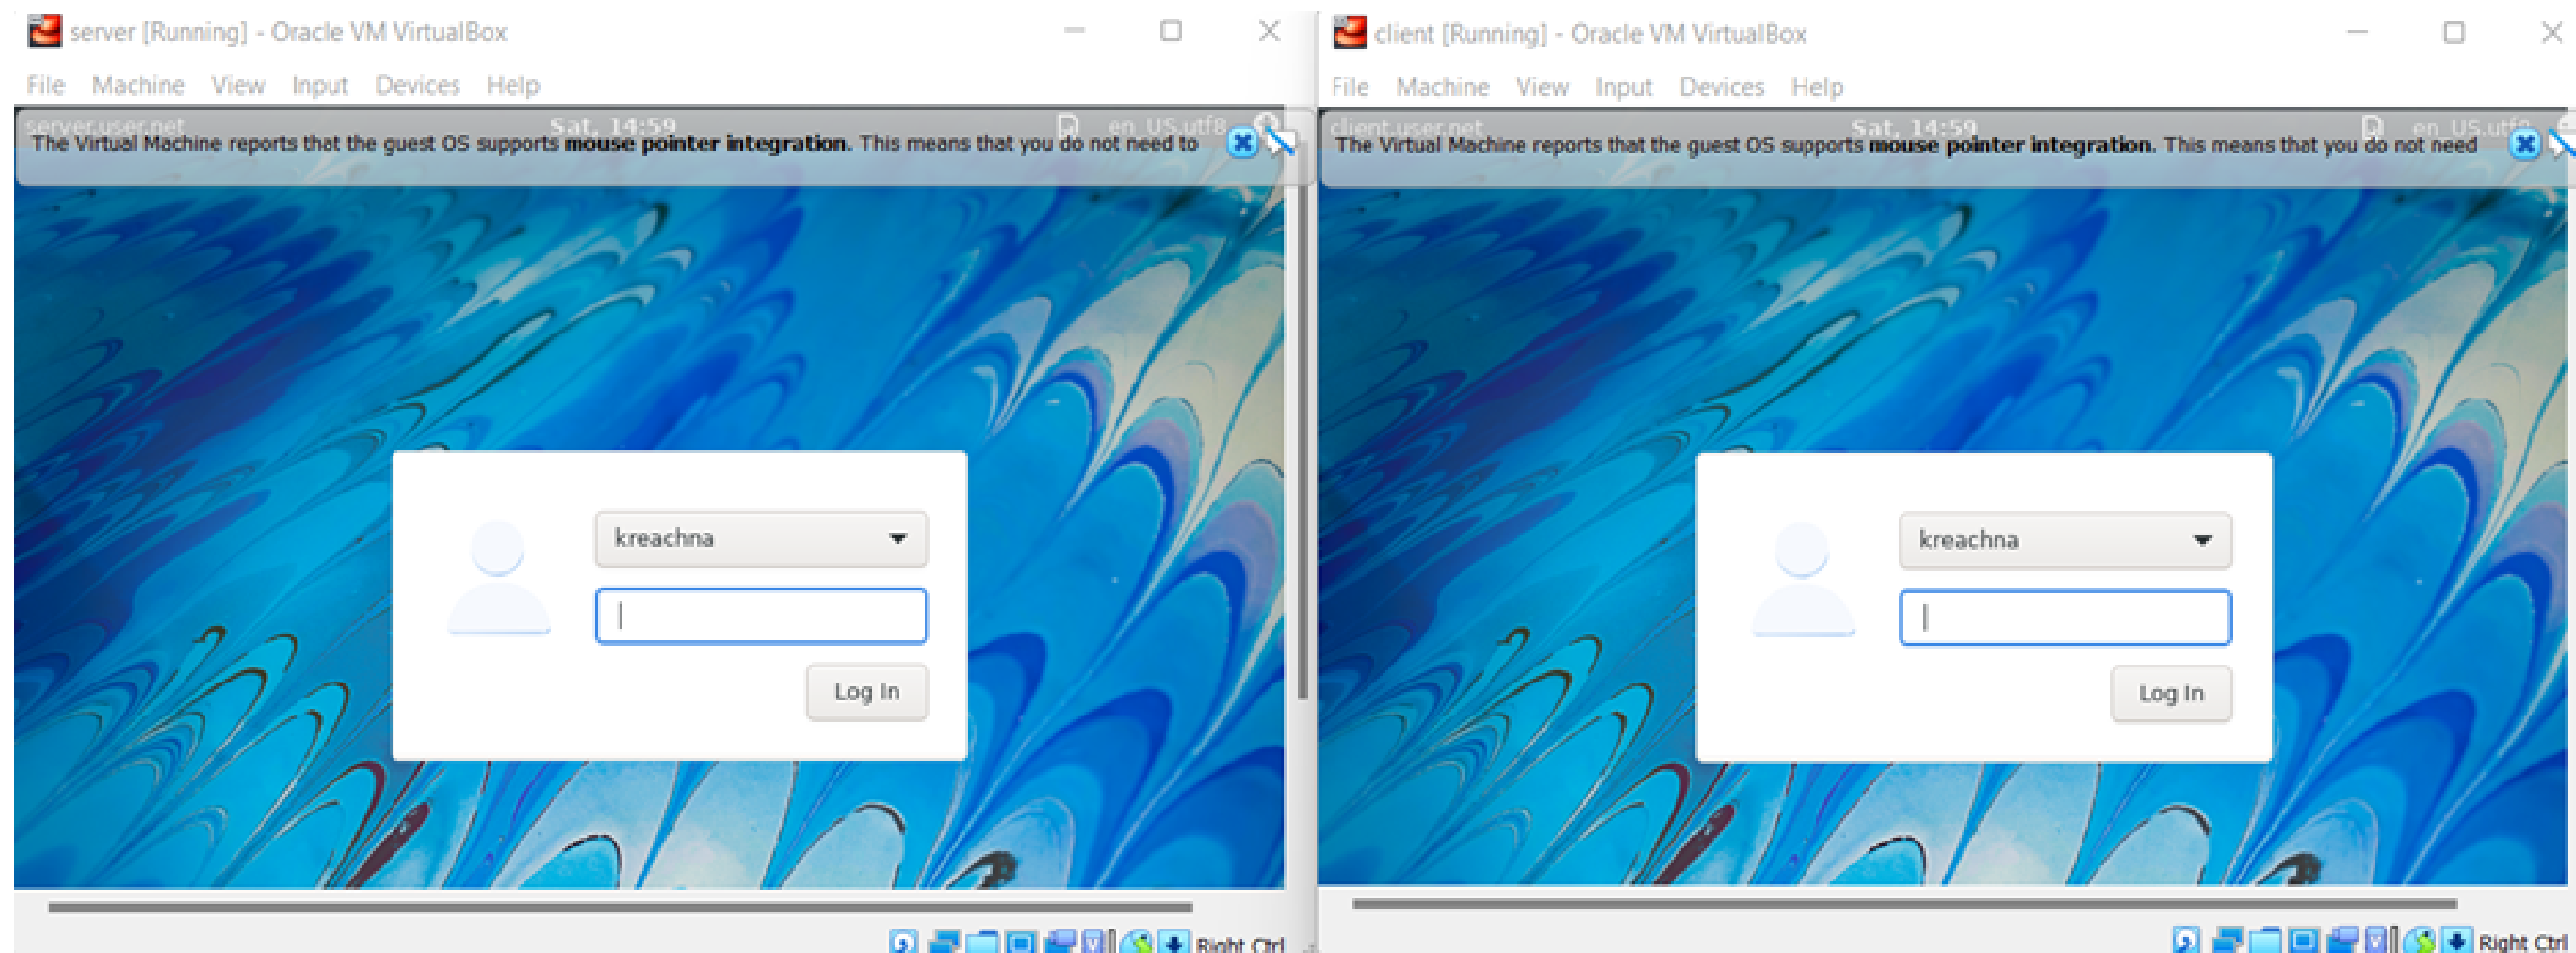 server [Running] - Oracle VM VirtualBox
File Machine View Input Devices Help
server.user.net Sat, 14:59 en_US.utf8
The Virtual Machine reports that the guest OS supports mouse pointer integration. This means that you do not need to
kreachna
Log In
Right Ctrl
client [Running] - Oracle VM VirtualBox
File Machine View Input Devices Help
client.user.net Sat, 14:59 en_US.utf8
The Virtual Machine reports that the guest OS supports mouse pointer integration. This means that you do not need
kreachna
Log In
Right Ctrl